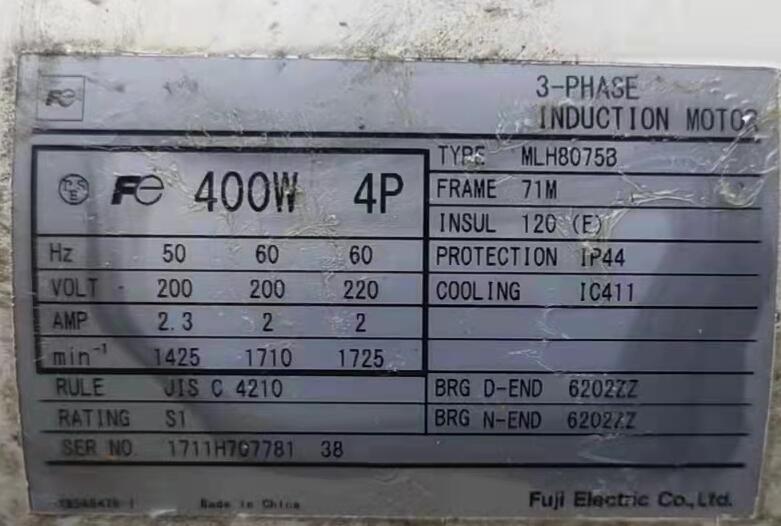 Fe
3-PHASE
INDUCTION MOTOR
Fe 400W 4P
Hz 50 60 60
VOLT 200 200 220
AMP 2.3 2 2
min⁻¹ 1425 1710 1725
RULE JIS C 4210
RATING S1
SER NO. 1711H707781 38
TYPE MLH8075B
FRAME 71M
INSUL 120 (E)
PROTECTION IP44
COOLING IC411
BRG D-END 6202ZZ
BRG N-END 6202ZZ
Made in China
Fuji Electric Co., Ltd.